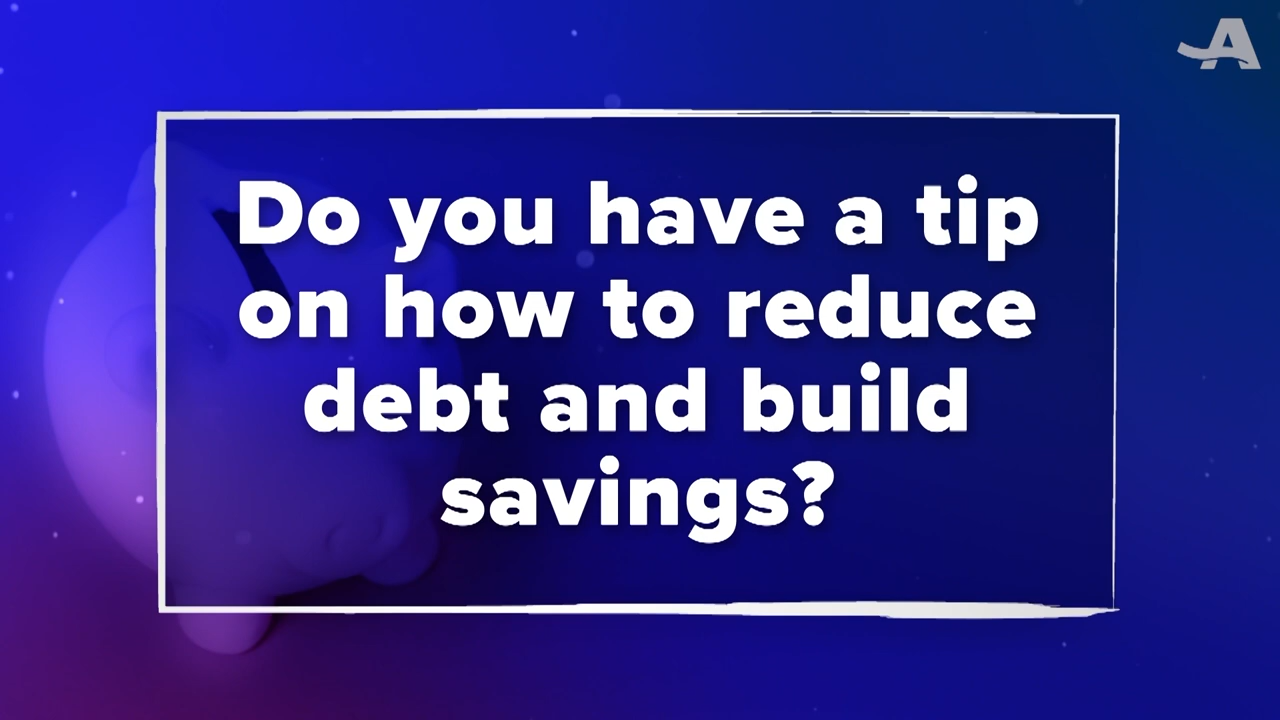 Do you have a tip
on how to reduce
debt and build
savings?